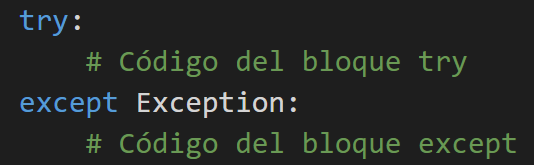 try:
    # Código del bloque try
except Exception:
    # Código del bloque except